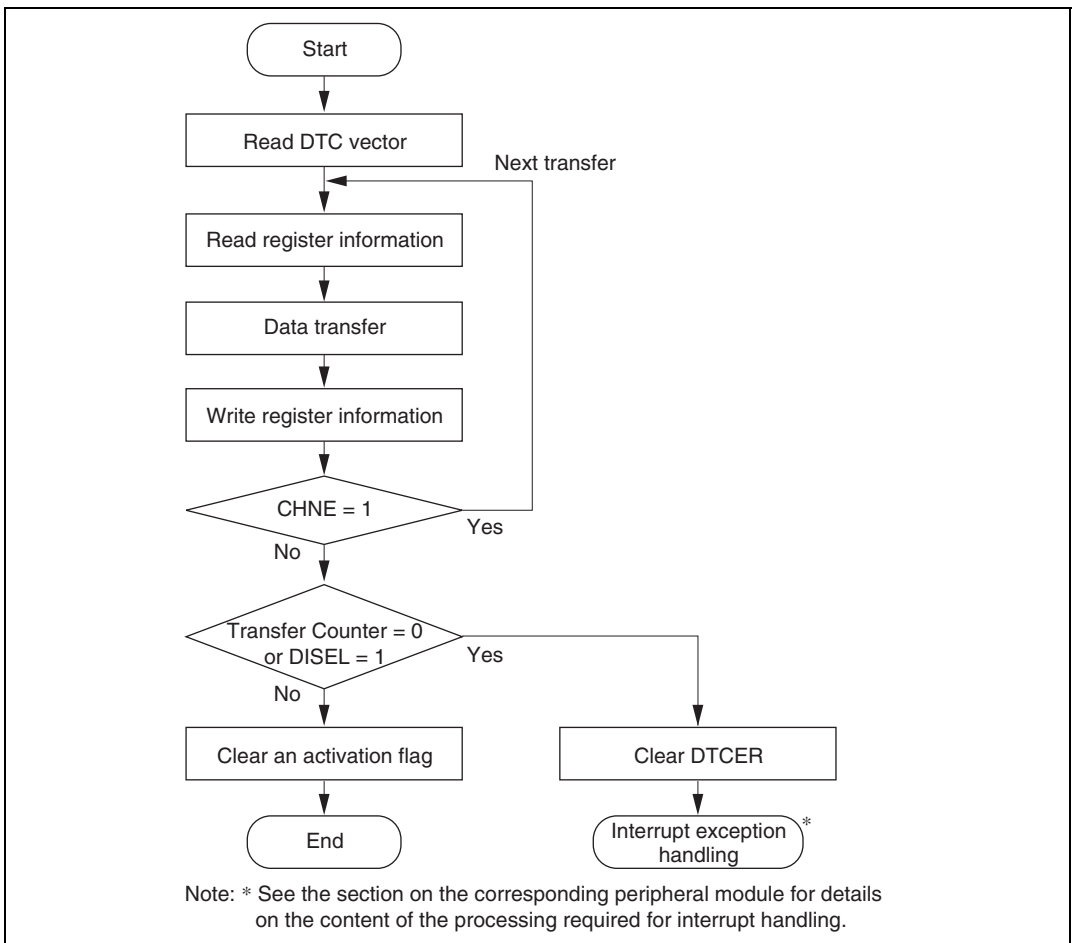 Start
Read DTC vector
Next transfer
Read register information
Data transfer
Write register information
CHNE = 1
Yes
No
Transfer Counter = 0
or DISEL = 1
Yes
No
Clear an activation flag
Clear DTCER
End
Interrupt exception *
handling
Note: * See the section on the corresponding peripheral module for details
on the content of the processing required for interrupt handling.